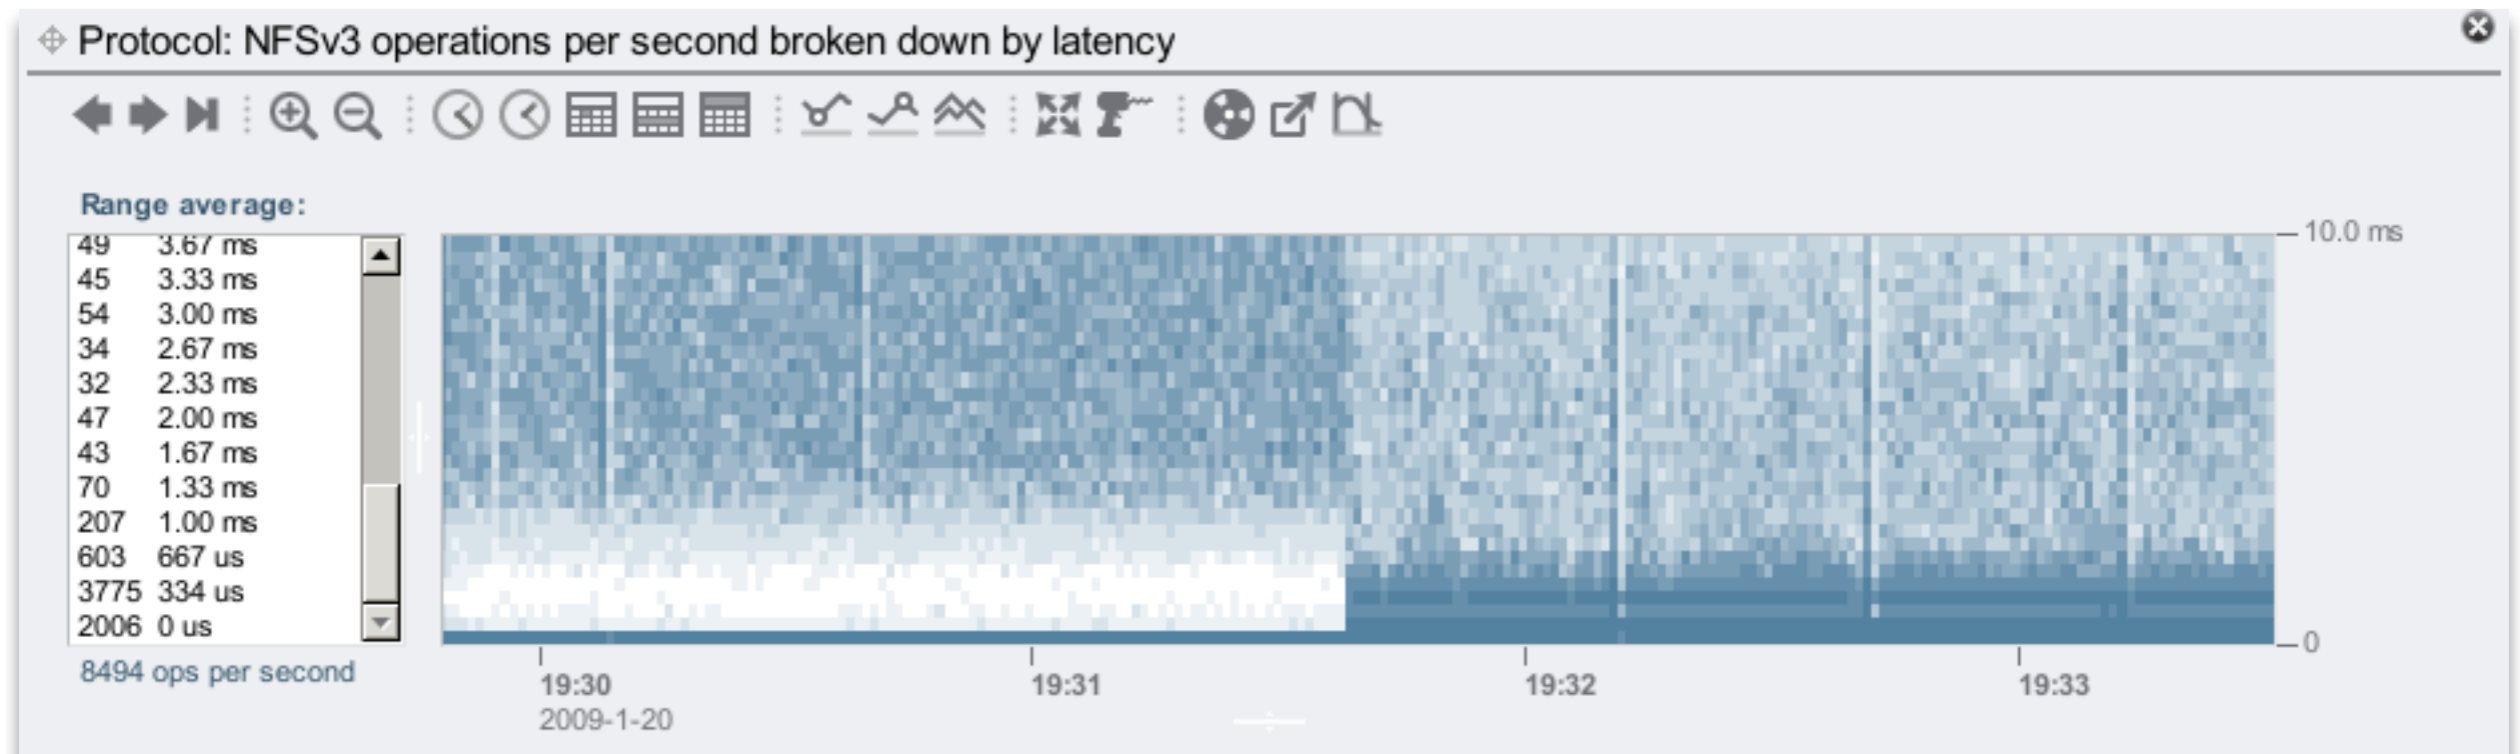 Protocol: NFSv3 operations per second broken down by latency
Range average:
49 3.67 ms
45 3.33 ms
54 3.00 ms
34 2.67 ms
32 2.33 ms
47 2.00 ms
43 1.67 ms
70 1.33 ms
207 1.00 ms
603 667 us
3775 334 us
2006 0 us
8494 ops per second
10.0 ms
0
19:30 19:31 19:32 19:33
2009-1-20